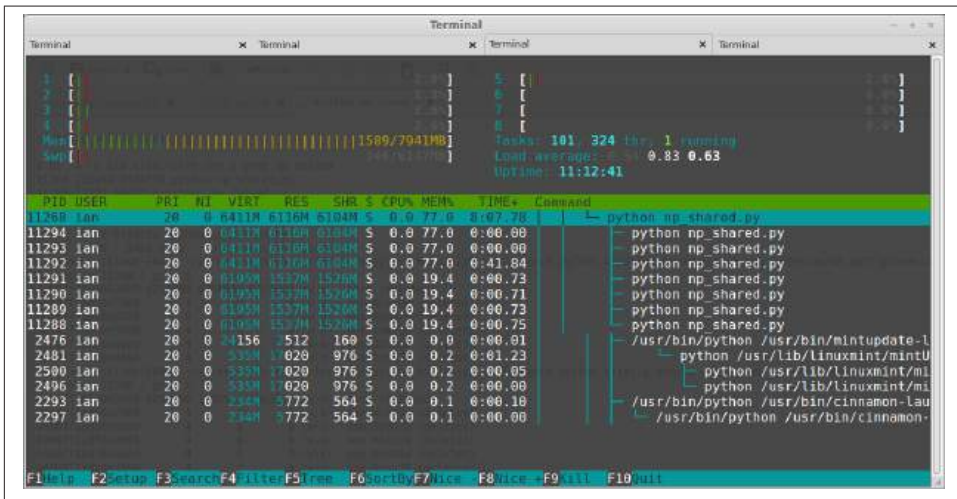 Terminal
Terminal Terminal Terminal Terminal
1 [ ] 5 [ ]
2 [ ] 6 [ ]
3 [ ] 7 [ ]
4 [ ] 8 [ ]
Mem[ 1589/7941MB] Tasks: 101, 324 thr, 1 running
Swp[ ] Load average: 0.83 0.63
Uptime: 11:12:41
PID USER PRI NI VIRT RES SHR S CPU% MEM% TIME+ Command
11268 ian 20 0 6411M 6116M 6104M S 0.0 77.0 8:07.78 python np_shared.py
11294 ian 20 0 6411M 6116M 6104M S 0.0 77.0 0:00.00 python np_shared.py
11293 ian 20 0 6411M 6116M 6104M S 0.0 77.0 0:00.00 python np_shared.py
11292 ian 20 0 6411M 6116M 6104M S 0.0 77.0 0:41.84 python np_shared.py
11291 ian 20 0 6195M 1537M 1526M S 0.0 19.4 0:00.73 python np_shared.py
11290 ian 20 0 6195M 1537M 1526M S 0.0 19.4 0:00.71 python np_shared.py
11289 ian 20 0 6195M 1537M 1526M S 0.0 19.4 0:00.73 python np_shared.py
11288 ian 20 0 6195M 1537M 1526M S 0.0 19.4 0:00.75 python np_shared.py
2476 ian 20 0 24156 2512 160 S 0.0 0.0 0:00.01 /usr/bin/python /usr/bin/mintupdate-l
2481 ian 20 0 535M 17020 976 S 0.0 0.2 0:01.23 python /usr/lib/linuxmint/mintU
2500 ian 20 0 535M 17020 976 S 0.0 0.2 0:00.05 python /usr/lib/linuxmint/mi
2496 ian 20 0 535M 17020 976 S 0.0 0.2 0:00.00 python /usr/lib/linuxmint/mi
2293 ian 20 0 234M 5772 564 S 0.0 0.1 0:00.10 /usr/bin/python /usr/bin/cinnamon-lau
2297 ian 20 0 234M 5772 564 S 0.0 0.1 0:00.00 /usr/bin/python /usr/bin/cinnamon-
F1Help F2Setup F3Search F4Filter F5Tree F6SortBy F7Nice - F8Nice + F9Kill F10Quit